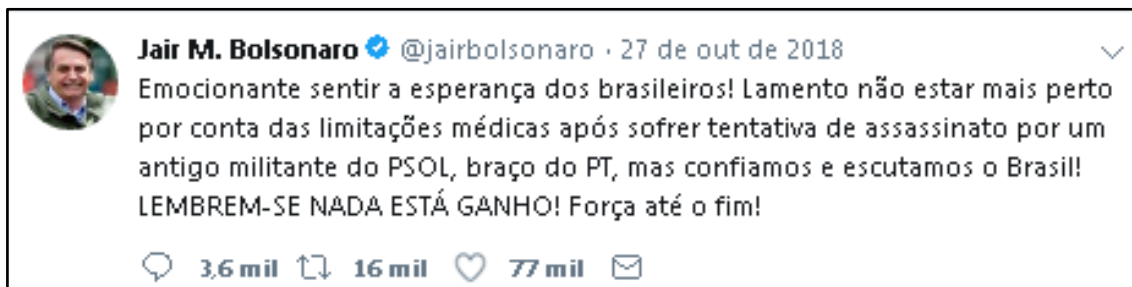 Jair M. Bolsonaro @jairbolsonaro · 27 de out de 2018
Emocionante sentir a esperança dos brasileiros! Lamento não estar mais perto
por conta das limitações médicas após sofrer tentativa de assassinato por um
antigo militante do PSOL, braço do PT, mas confiamos e escutamos o Brasil!
LEMBREM-SE NADA ESTÁ GANHO! Força até o fim!
3,6 mil 16 mil 77 mil